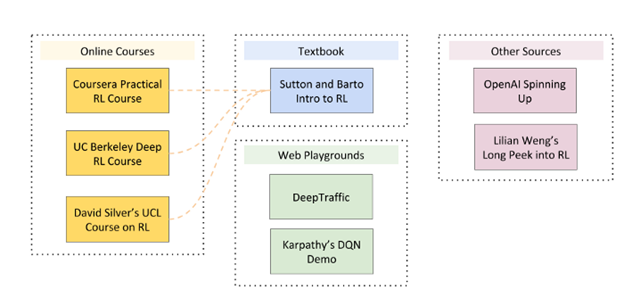 Online Courses
Coursera Practical
RL Course
UC Berkeley Deep
RL Course
David Silver's UCL
Course on RL
Textbook
Sutton and Barto
Intro to RL
Web Playgrounds
DeepTraffic
Karpathy's DQN
Demo
Other Sources
OpenAI Spinning
Up
Lilian Weng's
Long Peek into RL